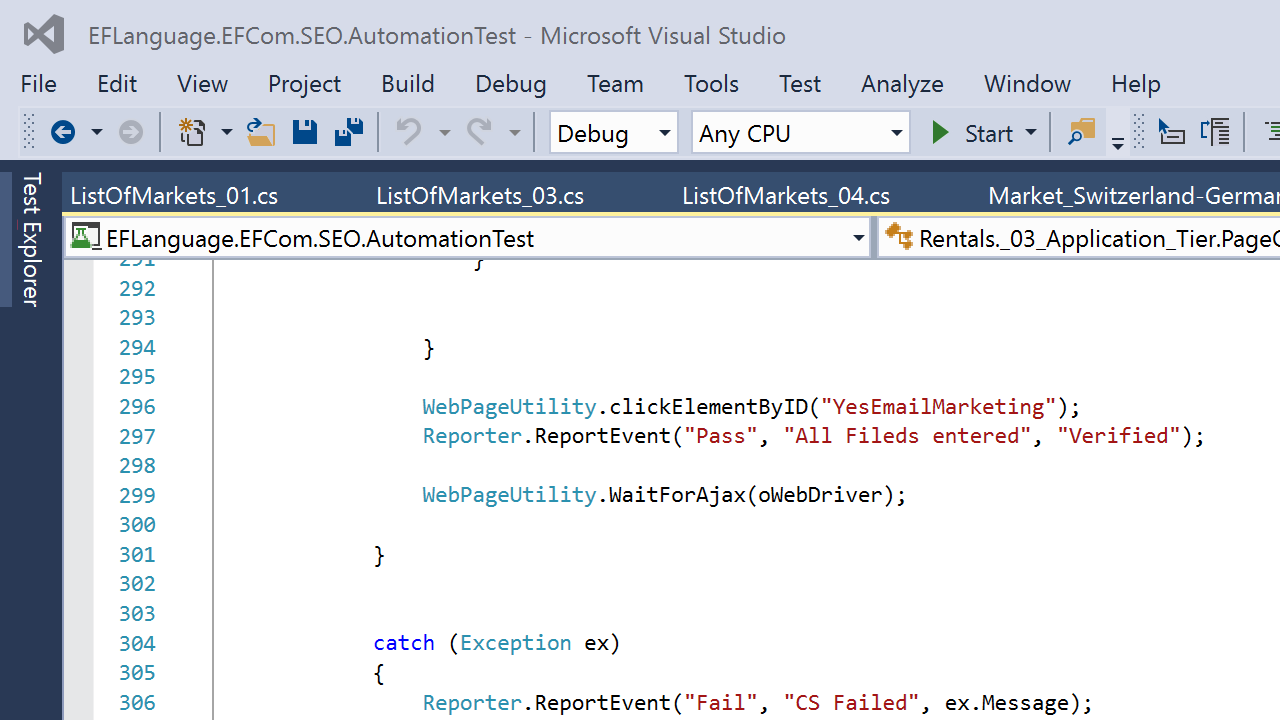 EFLanguage.EFCom.SEO.AutomationTest - Microsoft Visual Studio
File Edit View Project Build Debug Team Tools Test Analyze Window Help
Debug Any CPU Start
Test Explorer
ListOfMarkets_01.cs ListOfMarkets_03.cs ListOfMarkets_04.cs Market_Switzerland-German
EFLanguage.EFCom.SEO.AutomationTest Rentals._03_Application_Tier.Page
291 }
292
293
294 }
295
296 WebPageUtility.clickElementByID("YesEmailMarketing");
297 Reporter.ReportEvent("Pass", "All Fileds entered", "Verified");
298
299 WebPageUtility.WaitForAjax(oWebDriver);
300
301 }
302
303
304 catch (Exception ex)
305 {
306 Reporter.ReportEvent("Fail", "CS Failed", ex.Message);